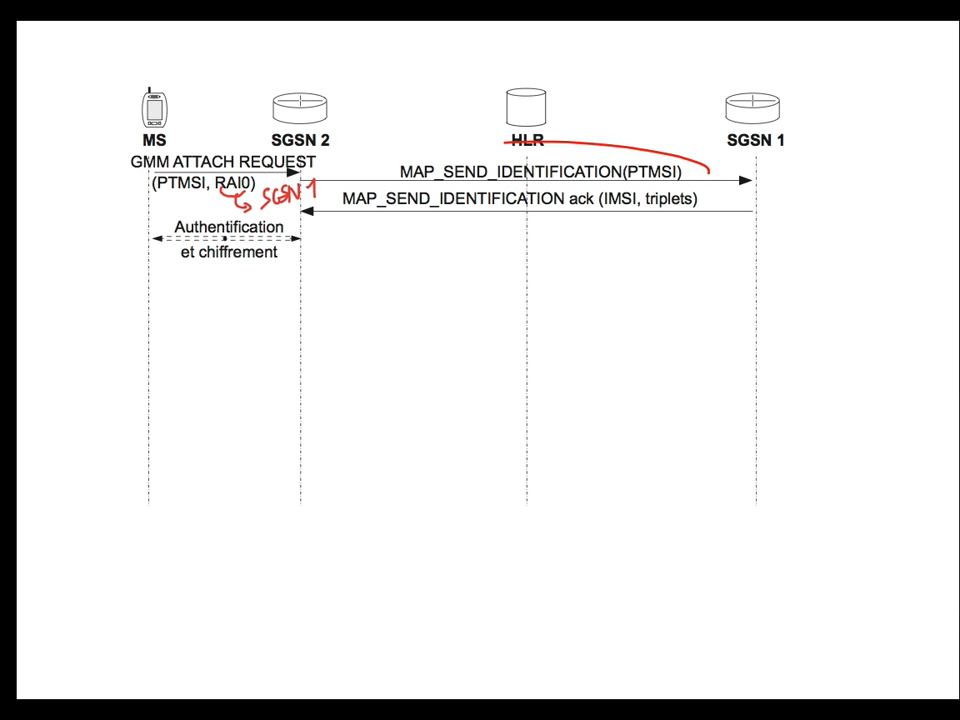 MS
SGSN 2
HLR
SGSN 1
GMM ATTACH REQUEST
(PTMSI, RAI0)
SGSN 1
MAP_SEND_IDENTIFICATION(PTMSI)
MAP_SEND_IDENTIFICATION ack (IMSI, triplets)
Authentification
et chiffrement